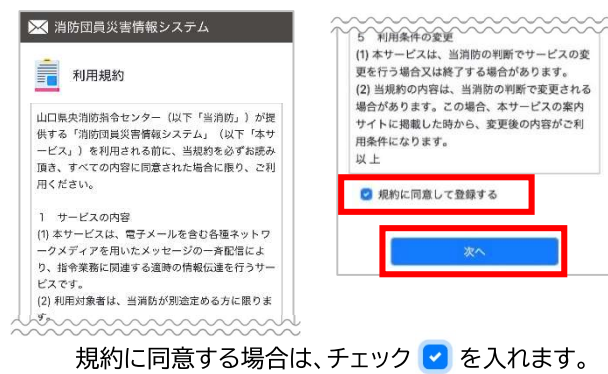 消防団員災害情報システム
利用規約
山口県央消防指令センター（以下「当消防」）が提
供する「消防団員災害情報システム」（以下「本サ
ービス」）を利用される前に、当規約を必ずお読み
頂き、すべての内容に同意された場合に限り、ご利
用ください。
1 サービスの内容
(1) 本サービスは、電子メールを含む各種ネットワ
ークメディアを用いたメッセージの一斉配信によ
り、指令業務に関連する適時の情報伝達を行うサー
ビスです。
(2) 利用対象者は、当消防が別途定める方に限りま
す。
5 利用条件の変更
(1) 本サービスは、当消防の判断でサービスの変
更を行う場合又は終了する場合があります。
(2) 当規約の内容は、当消防の判断で変更される
場合があります。この場合、本サービスの案内
サイトに掲載した時から、変更後の内容がご利
用条件になります。
以 上
規約に同意して登録する
次へ
規約に同意する場合は、チェック を入れます。